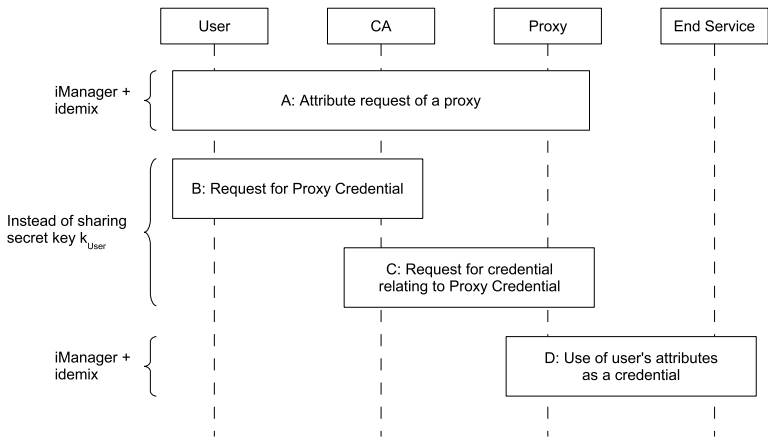 User
CA
Proxy
End Service
iManager +
idemix
A: Attribute request of a proxy
B: Request for Proxy Credential
Instead of sharing
secret key kUser
C: Request for credential
relating to Proxy Credential
iManager +
idemix
D: Use of user's attributes
as a credential